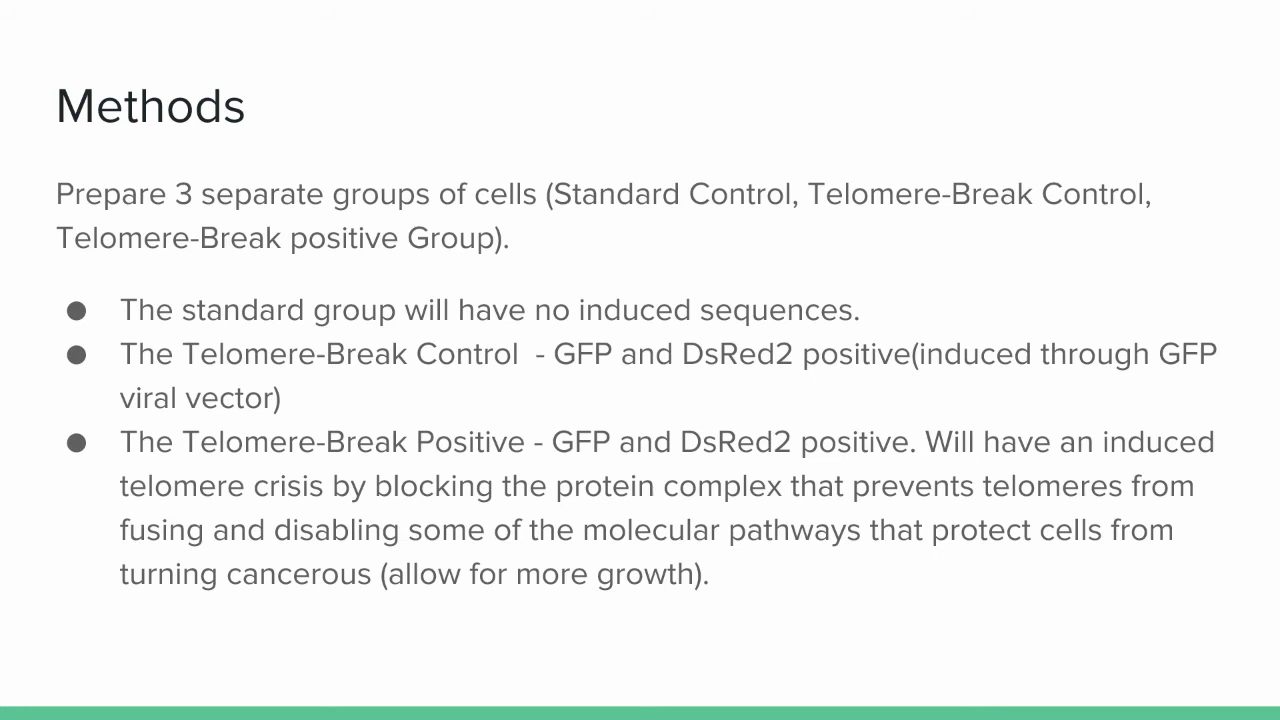 Methods
Prepare 3 separate groups of cells (Standard Control, Telomere-Break Control,
Telomere-Break positive Group).
● The standard group will have no induced sequences.
● The Telomere-Break Control  - GFP and DsRed2 positive(induced through GFP
viral vector)
● The Telomere-Break Positive - GFP and DsRed2 positive. Will have an induced
telomere crisis by blocking the protein complex that prevents telomeres from
fusing and disabling some of the molecular pathways that protect cells from
turning cancerous (allow for more growth).